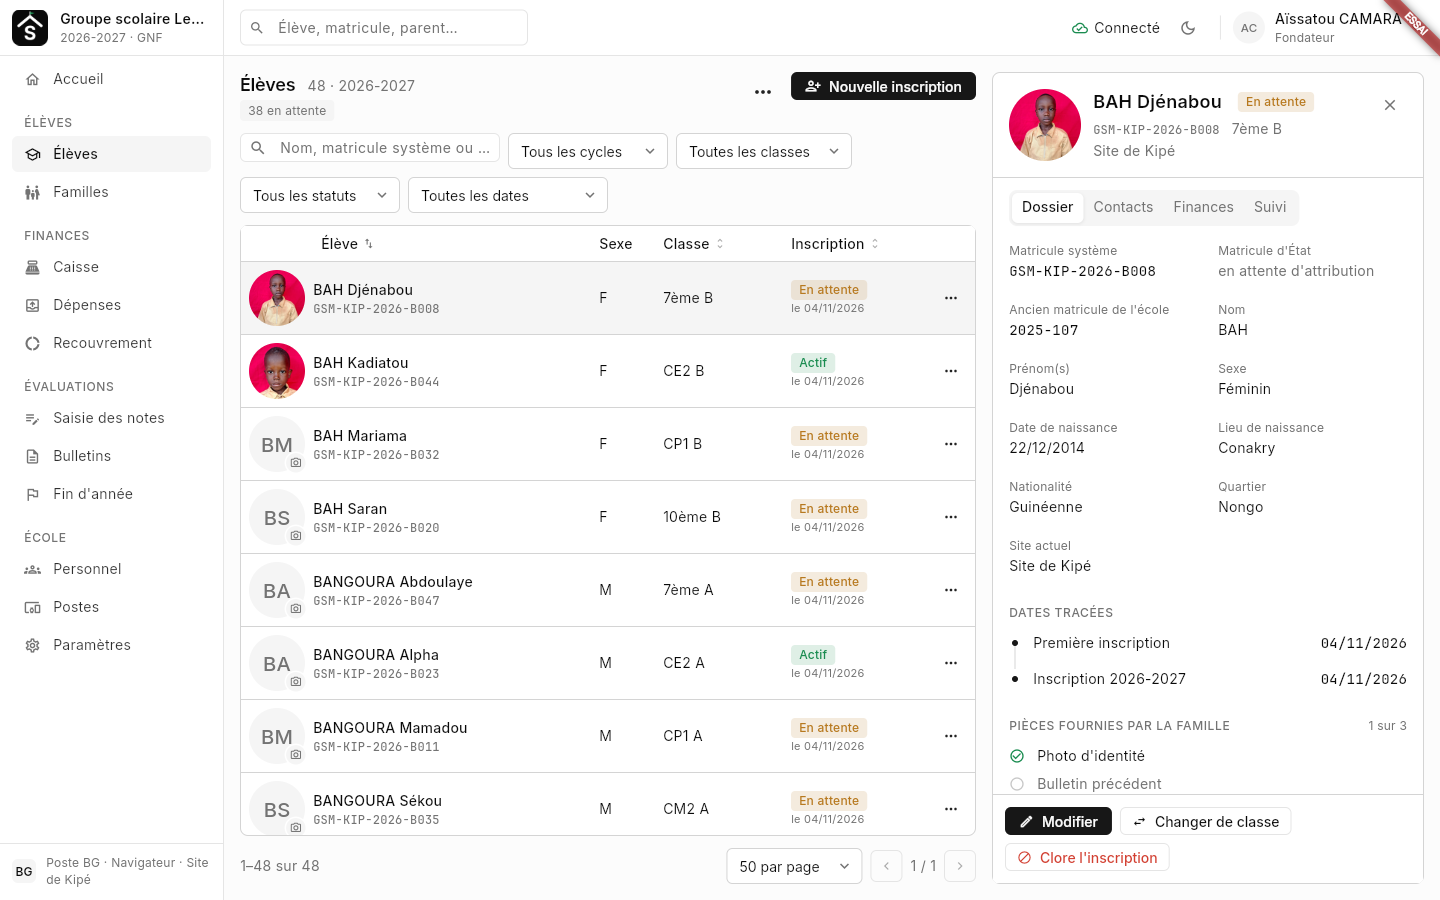 Groupe scolaire Le...
2026-2027 · GNF
Élève, matricule, parent...
Connecté
AC
Aïssatou CAMARA
Fondateur
ESSAI
Accueil
ÉLÈVES
Élèves
Familles
FINANCES
Caisse
Dépenses
Recouvrement
ÉVALUATIONS
Saisie des notes
Bulletins
Fin d'année
ÉCOLE
Personnel
Postes
Paramètres
BG
Poste BG · Navigateur · Site de Kipé
Élèves 48 · 2026-2027
38 en attente
Nouvelle inscription
Nom, matricule système ou ...
Tous les cycles
Toutes les classes
Tous les statuts
Toutes les dates
Élève Sexe Classe Inscription
BAH Djénabou
GSM-KIP-2026-B008
F
7ème B
En attente
le 04/11/2026
BAH Kadiatou
GSM-KIP-2026-B044
F
CE2 B
Actif
le 04/11/2026
BM
BAH Mariama
GSM-KIP-2026-B032
F
CP1 B
En attente
le 04/11/2026
BS
BAH Saran
GSM-KIP-2026-B020
F
10ème B
En attente
le 04/11/2026
BA
BANGOURA Abdoulaye
GSM-KIP-2026-B047
M
7ème A
En attente
le 04/11/2026
BA
BANGOURA Alpha
GSM-KIP-2026-B023
M
CE2 A
Actif
le 04/11/2026
BM
BANGOURA Mamadou
GSM-KIP-2026-B011
M
CP1 A
En attente
le 04/11/2026
BS
BANGOURA Sékou
GSM-KIP-2026-B035
M
CM2 A
En attente
le 04/11/2026
1–48 sur 48
50 par page
1 / 1
BAH Djénabou
En attente
GSM-KIP-2026-B008 7ème B
Site de Kipé
Dossier
Contacts
Finances
Suivi
Matricule système
GSM-KIP-2026-B008
Matricule d'État
en attente d'attribution
Ancien matricule de l'école
2025-107
Nom
BAH
Prénom(s)
Djénabou
Sexe
Féminin
Date de naissance
22/12/2014
Lieu de naissance
Conakry
Nationalité
Guinéenne
Quartier
Nongo
Site actuel
Site de Kipé
DATES TRACÉES
Première inscription 04/11/2026
Inscription 2026-2027 04/11/2026
PIÈCES FOURNIES PAR LA FAMILLE 1 sur 3
Photo d'identité
Bulletin précédent
Modifier
Changer de classe
Clore l'inscription